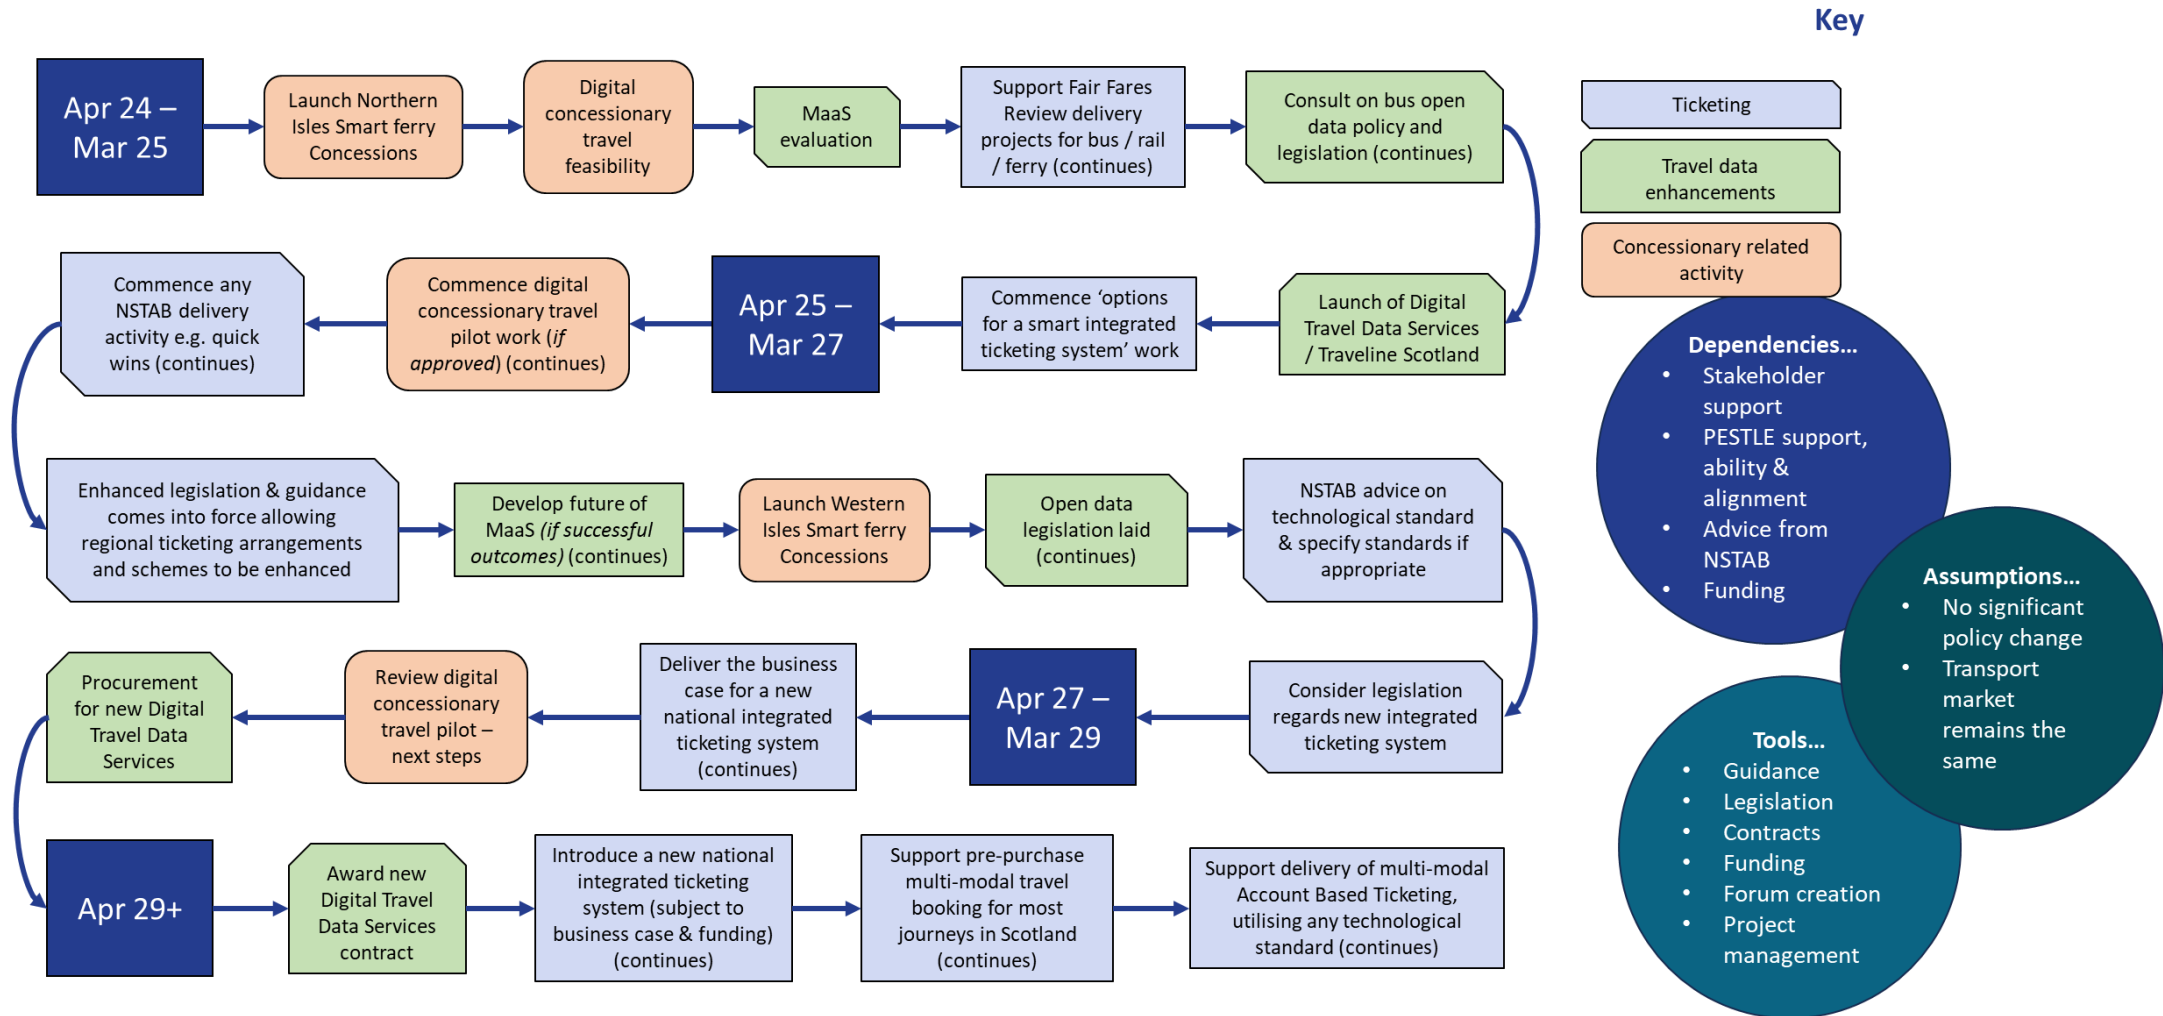 Key
Apr 24 –
Mar 25
Launch Northern
Isles Smart ferry
Concessions
Digital
concessionary
travel
feasibility
MaaS
evaluation
Support Fair Fares
Review delivery
projects for bus / rail
/ ferry (continues)
Consult on bus open
data policy and
legislation (continues)
Launch of Digital
Travel Data Services
/ Traveline Scotland
Commence ‘options
for a smart integrated
ticketing system’ work
Apr 25 –
Mar 27
Commence digital
concessionary travel
pilot work (if
approved) (continues)
Commence any
NSTAB delivery
activity e.g. quick
wins (continues)
Enhanced legislation & guidance
comes into force allowing
regional ticketing arrangements
and schemes to be enhanced
Develop future of
MaaS (if successful
outcomes) (continues)
Launch Western
Isles Smart ferry
Concessions
Open data
legislation laid
(continues)
NSTAB advice on
technological standard
& specify standards if
appropriate
Consider legislation
regards new integrated
ticketing system
Apr 27 –
Mar 29
Deliver the business
case for a new
national integrated
ticketing system
(continues)
Review digital
concessionary
travel pilot –
next steps
Procurement
for new Digital
Travel Data
Services
Apr 29+
Award new
Digital Travel
Data Services
contract
Introduce a new national
integrated ticketing
system (subject to
business case & funding)
(continues)
Support pre-purchase
multi-modal travel
booking for most
journeys in Scotland
(continues)
Support delivery of multi-modal
Account Based Ticketing,
utilising any technological
standard (continues)
Ticketing
Travel data
enhancements
Concessionary related
activity
Dependencies...
• Stakeholder
support
• PESTLE support,
ability &
alignment
• Advice from
NSTAB
• Funding
Assumptions...
• No significant
policy change
• Transport
market
remains the
same
Tools...
• Guidance
• Legislation
• Contracts
• Funding
• Forum creation
• Project
management